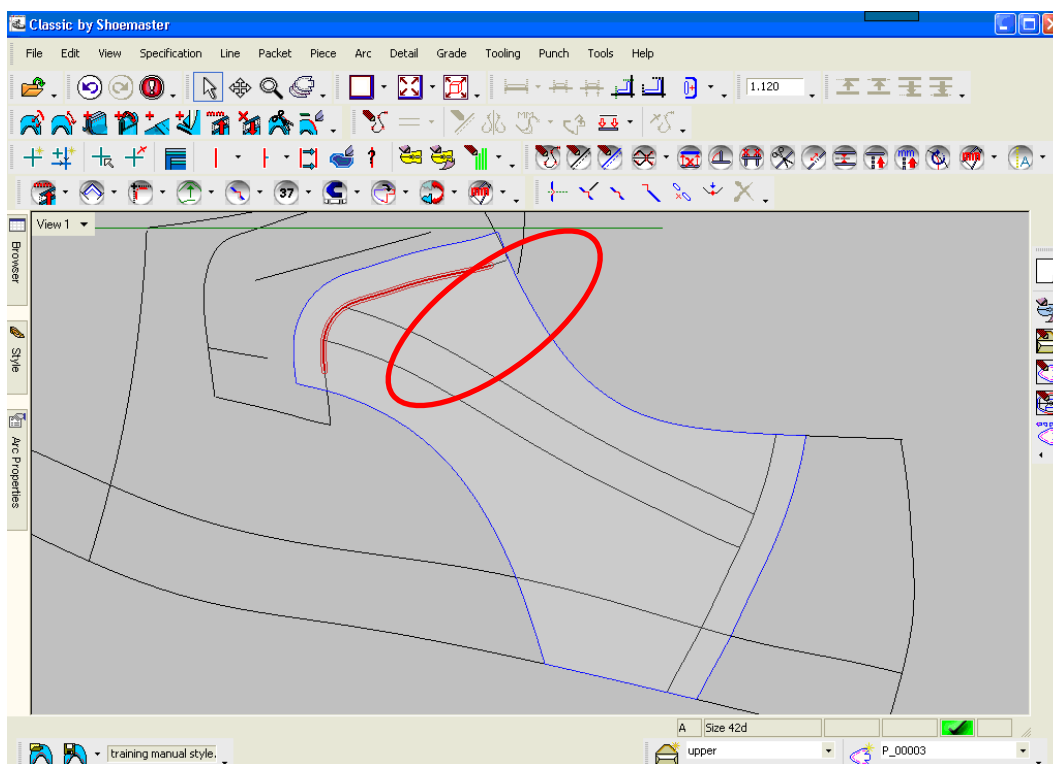 Classic by Shoemaster
File Edit View Specification Line Packet Piece Arc Detail Grade Tooling Punch Tools Help
1.120
37
View 1
Browser
Style
Arc Properties
A Size 42d
training manual style.
upper
P_00003